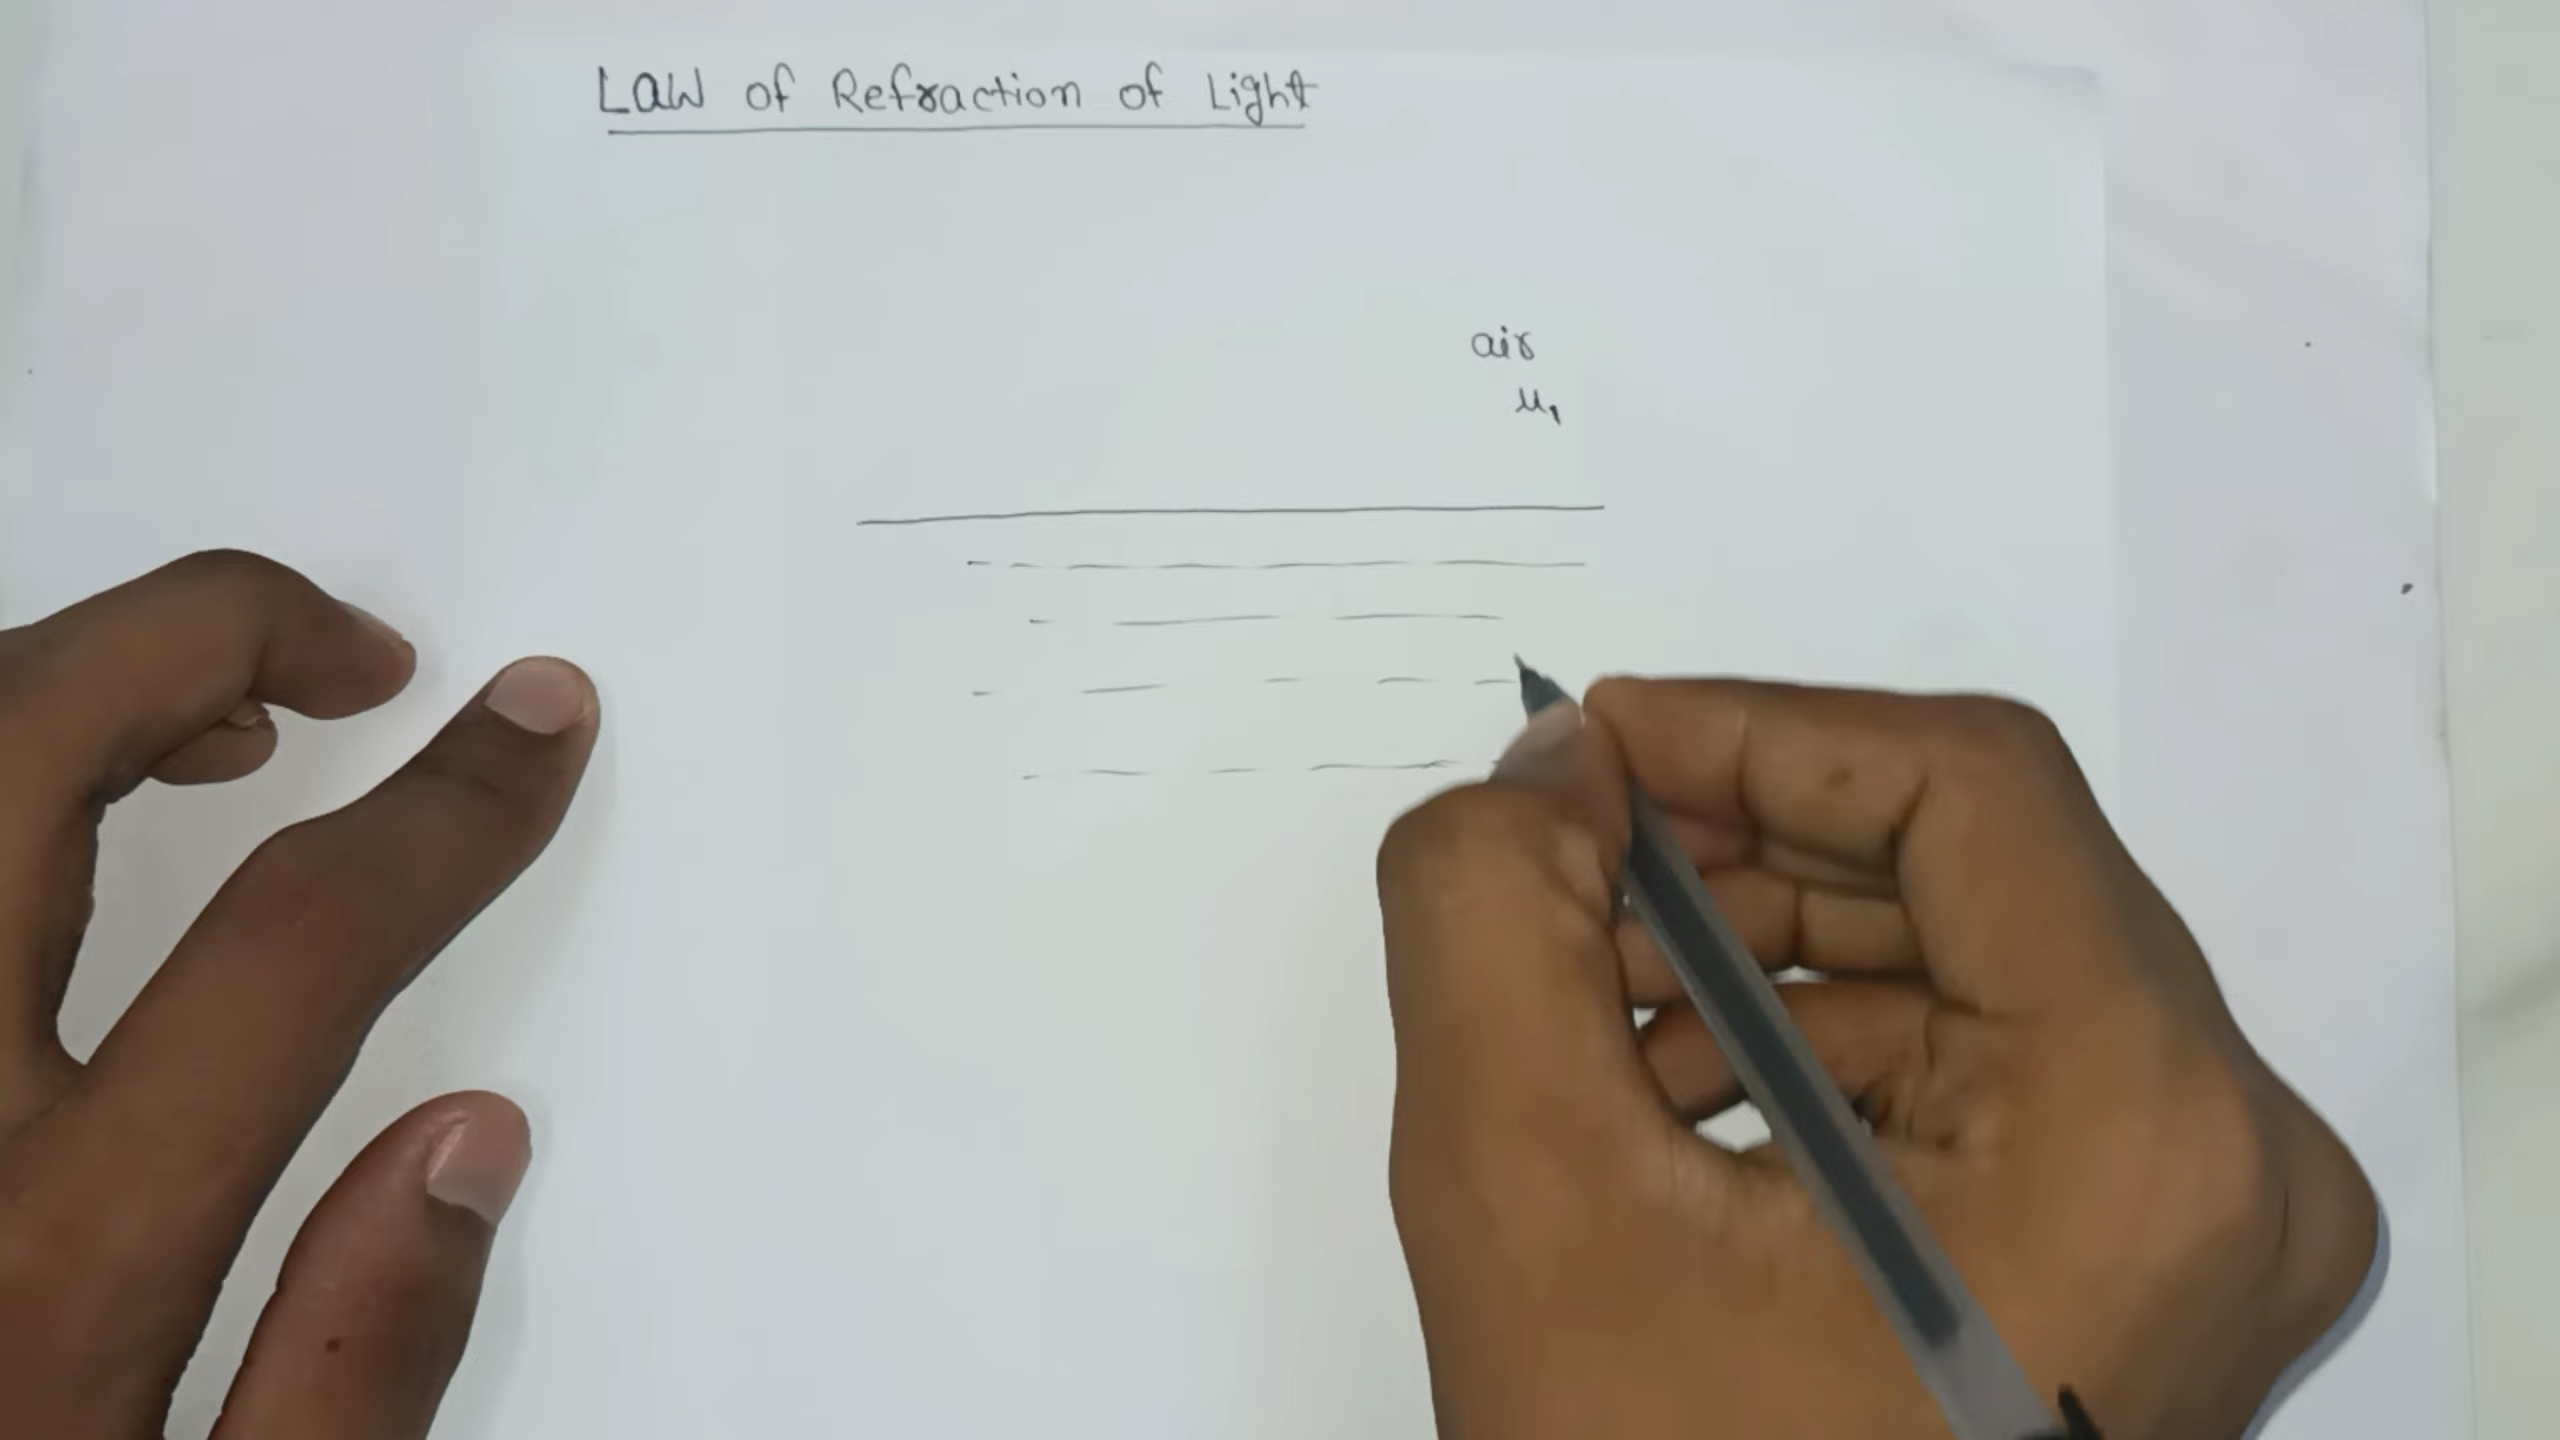 Law of Refraction of Light
air
μ₁